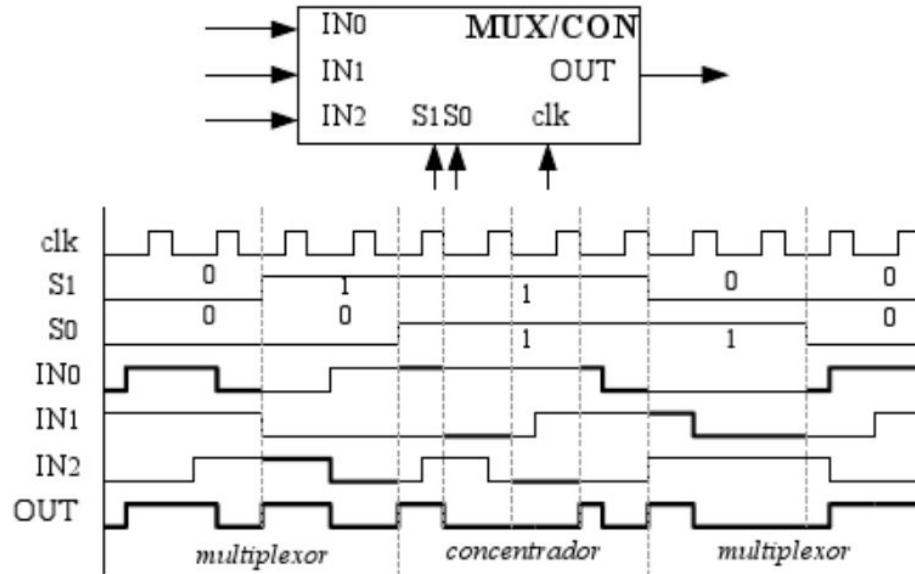 IN0 MUX/CON
IN1 OUT
IN2 S1 S0 clk
clk
S1 0 1 1 0 0
S0 0 0 1 1 0
IN0
IN1
IN2
OUT
multiplexor concentrador multiplexor